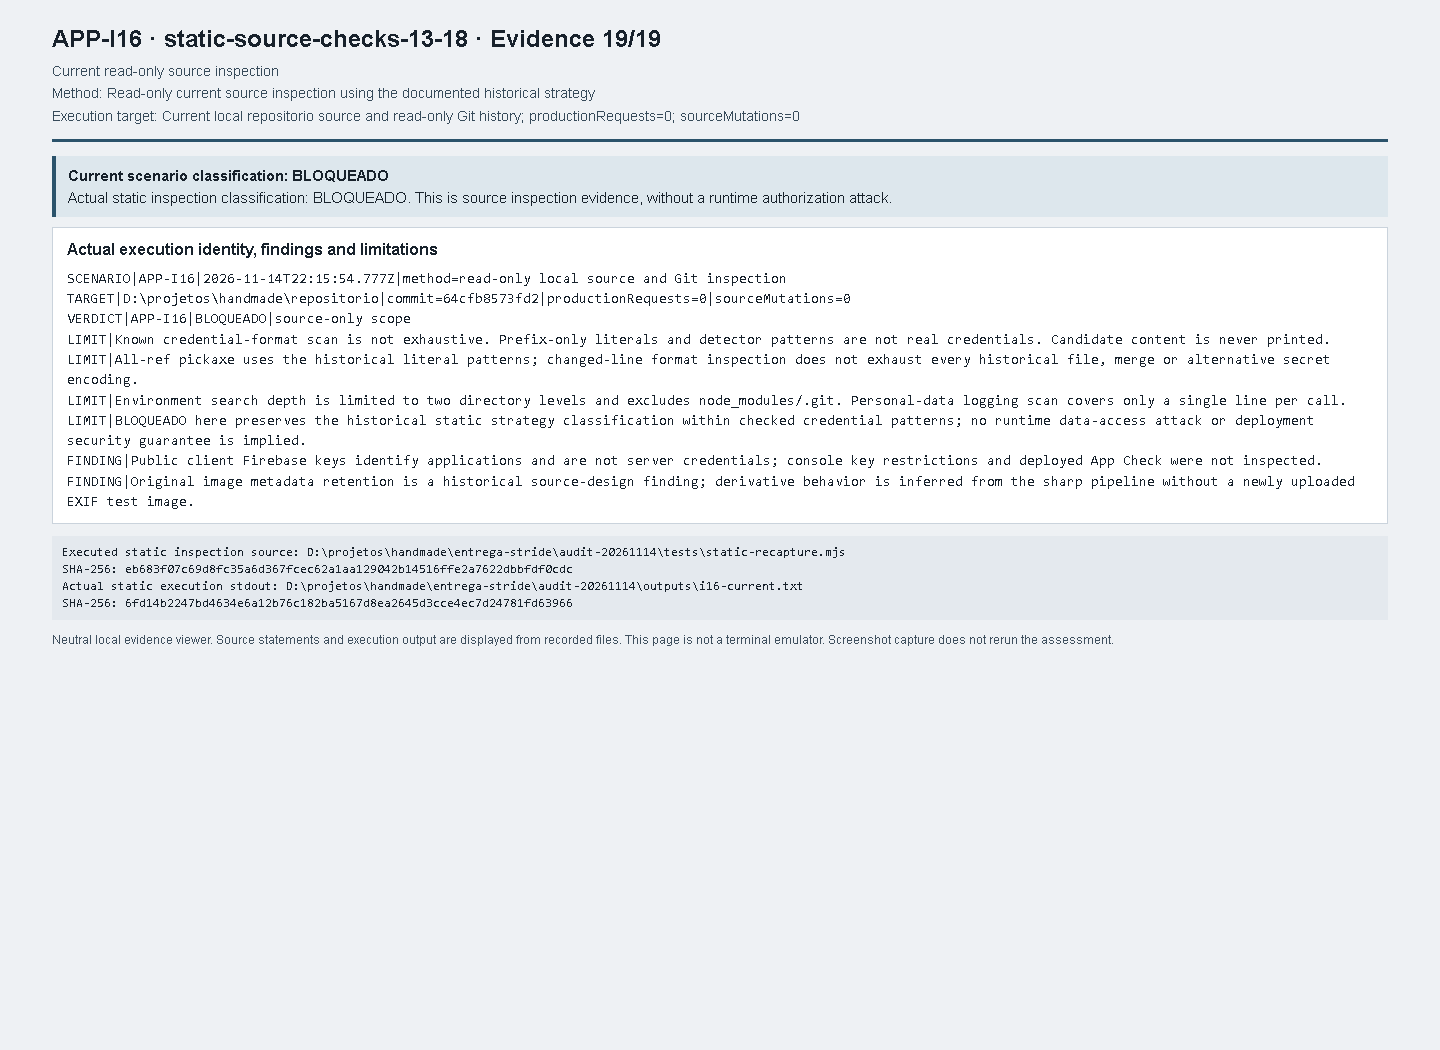 APP-I16 · static-source-checks-13-18 · Evidence 19/19
Current read-only source inspection
Method: Read-only current source inspection using the documented historical strategy
Execution target: Current local repositorio source and read-only Git history; productionRequests=0; sourceMutations=0
Current scenario classification: BLOQUEADO
Actual static inspection classification: BLOQUEADO. This is source inspection evidence, without a runtime authorization attack.
Actual execution identity, findings and limitations
SCENARIO|APP-I16|2026-11-14T22:15:54.777Z|method=read-only local source and Git inspection
TARGET|D:\projetos\handmade\repositorio|commit=64cfb8573fd2|productionRequests=0|sourceMutations=0
VERDICT|APP-I16|BLOQUEADO|source-only scope
LIMIT|Known credential-format scan is not exhaustive. Prefix-only literals and detector patterns are not real credentials. Candidate content is never printed.
LIMIT|All-ref pickaxe uses the historical literal patterns; changed-line format inspection does not exhaust every historical file, merge or alternative secret
encoding.
LIMIT|Environment search depth is limited to two directory levels and excludes node_modules/.git. Personal-data logging scan covers only a single line per call.
LIMIT|BLOQUEADO here preserves the historical static strategy classification within checked credential patterns; no runtime data-access attack or deployment
security guarantee is implied.
FINDING|Public client Firebase keys identify applications and are not server credentials; console key restrictions and deployed App Check were not inspected.
FINDING|Original image metadata retention is a historical source-design finding; derivative behavior is inferred from the sharp pipeline without a newly uploaded
EXIF test image.
Executed static inspection source: D:\projetos\handmade\entrega-stride\audit-20261114\tests\static-recapture.mjs
SHA-256: eb683f07c69d8fc35a6d367fcec62a1aa129042b14516ffe2a7622dbbfdf0cdc
Actual static execution stdout: D:\projetos\handmade\entrega-stride\audit-20261114\outputs\i16-current.txt
SHA-256: 6fd14b2247bd4634e6a12b76c182ba5167d8ea2645d3cce4ec7d24781fd63966
Neutral local evidence viewer. Source statements and execution output are displayed from recorded files. This page is not a terminal emulator. Screenshot capture does not rerun the assessment.